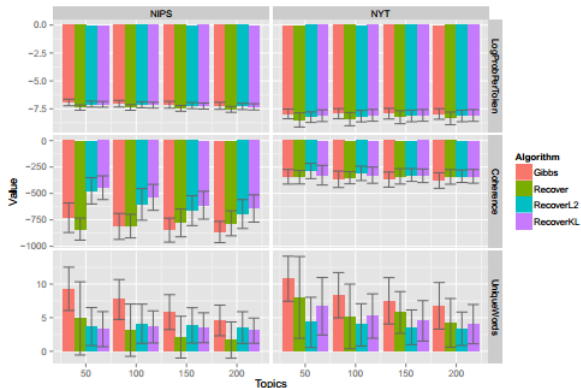 NIPS NYT
0.0
−2.5
−5.0
−7.5
LogProbPerToken
0
−250
−500
−750
−1000
Coherence
Value
Algorithm
Gibbs
Recover
RecoverL2
RecoverKL
15
10
5
0
UniqueWords
50 100 150 200 50 100 150 200
Topics